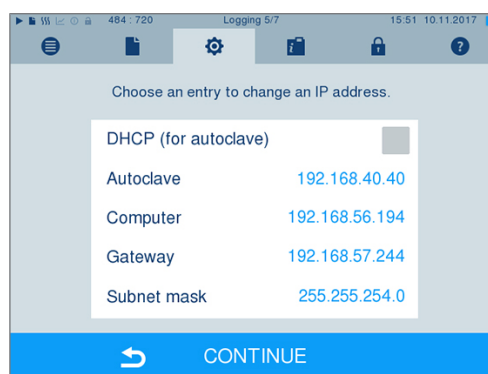 484 : 720 Logging 5/7 15:51 10.11.2017
Choose an entry to change an IP address.
DHCP (for autoclave)
Autoclave 192.168.40.40
Computer 192.168.56.194
Gateway 192.168.57.244
Subnet mask 255.255.254.0
CONTINUE